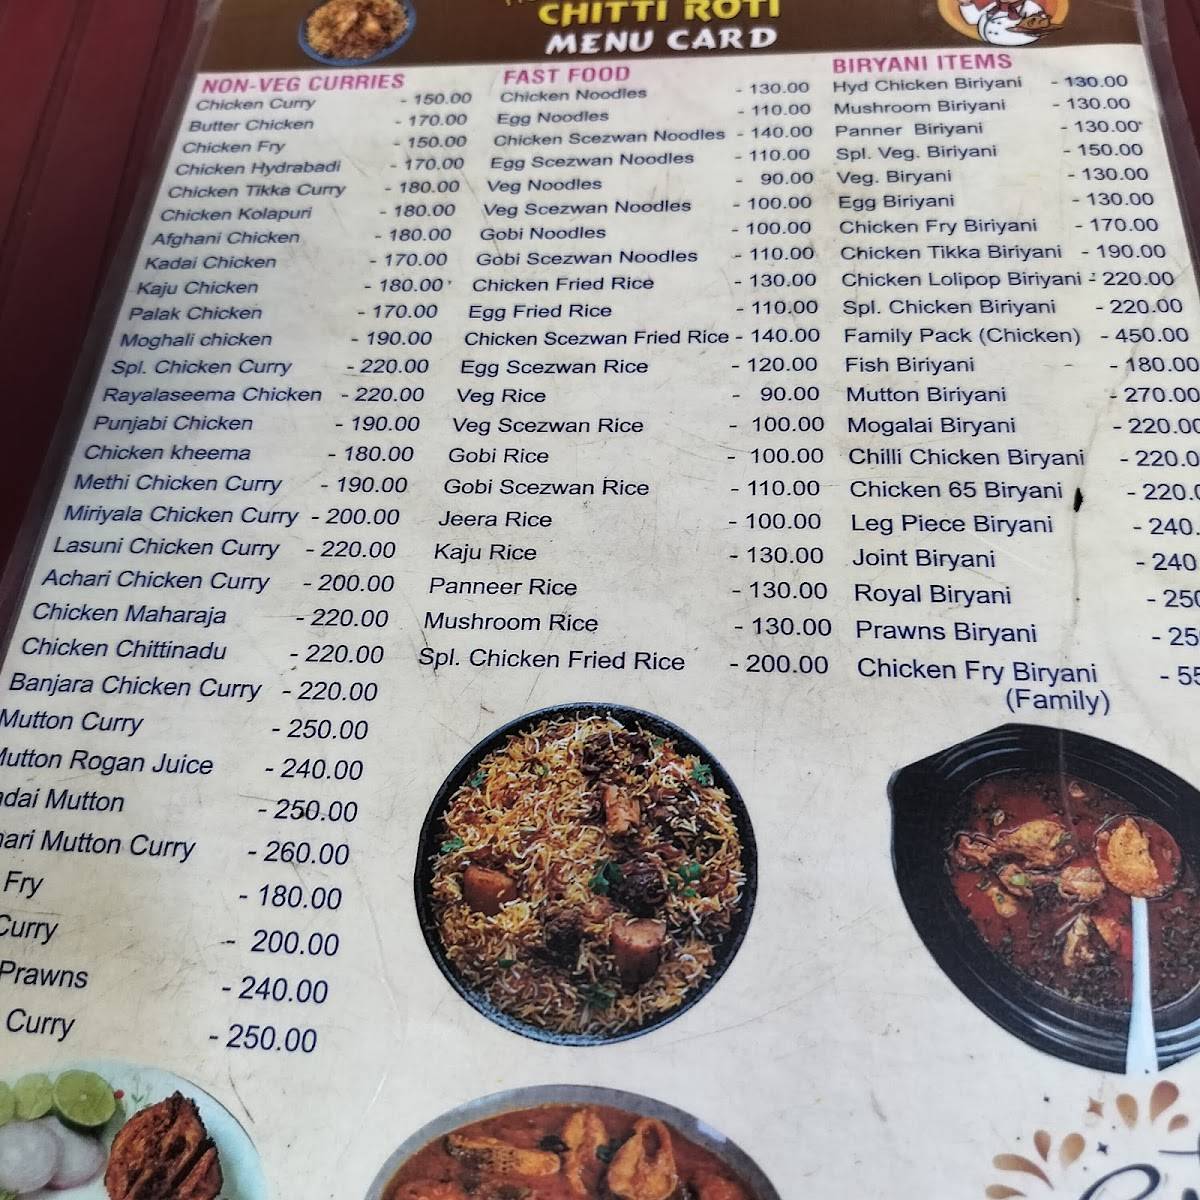 CHITTI ROTI
MENU CARD
NON-VEG CURRIES
Chicken Curry - 150.00
Butter Chicken - 170.00
Chicken Fry - 150.00
Chicken Hydrabadi - 170.00
Chicken Tikka Curry - 180.00
Chicken Kolapuri - 180.00
Afghani Chicken - 180.00
Kadai Chicken - 170.00
Kaju Chicken - 180.00
Palak Chicken - 170.00
Moghali chicken - 190.00
Spl. Chicken Curry - 220.00
Rayalaseema Chicken - 220.00
Punjabi Chicken - 190.00
Chicken kheema - 180.00
Methi Chicken Curry - 190.00
Miriyala Chicken Curry - 200.00
Lasuni Chicken Curry - 220.00
Achari Chicken Curry - 200.00
Chicken Maharaja - 220.00
Chicken Chittinadu - 220.00
Banjara Chicken Curry - 220.00
Mutton Curry - 250.00
Mutton Rogan Juice - 240.00
adai Mutton - 250.00
hari Mutton Curry - 260.00
Fry - 180.00
Curry - 200.00
Prawns - 240.00
Curry - 250.00
FAST FOOD
Chicken Noodles - 130.00
Egg Noodles - 110.00
Chicken Scezwan Noodles - 140.00
Egg Scezwan Noodles - 110.00
Veg Noodles - 90.00
Veg Scezwan Noodles - 100.00
Gobi Noodles - 100.00
Gobi Scezwan Noodles - 110.00
Chicken Fried Rice - 130.00
Egg Fried Rice - 110.00
Chicken Scezwan Fried Rice - 140.00
Egg Scezwan Rice - 120.00
Veg Rice - 90.00
Veg Scezwan Rice - 100.00
Gobi Rice - 100.00
Gobi Scezwan Rice - 110.00
Jeera Rice - 100.00
Kaju Rice - 130.00
Panneer Rice - 130.00
Mushroom Rice - 130.00
Spl. Chicken Fried Rice - 200.00
BIRYANI ITEMS
Hyd Chicken Biriyani - 130.00
Mushroom Biriyani - 130.00
Panner Biriyani - 130.00
Spl. Veg. Biriyani - 150.00
Veg. Biryani - 130.00
Egg Biriyani - 130.00
Chicken Fry Biriyani - 170.00
Chicken Tikka Biriyani - 190.00
Chicken Lolipop Biriyani - 220.00
Spl. Chicken Biriyani - 220.00
Family Pack (Chicken) - 450.00
Fish Biriyani - 180.00
Mutton Biriyani - 270.00
Mogalai Biryani - 220.00
Chilli Chicken Biryani - 220.0
Chicken 65 Biryani - 220.
Leg Piece Biryani - 240.
Joint Biryani - 240
Royal Biryani - 250
Prawns Biryani - 25
Chicken Fry Biryani - 55
(Family)